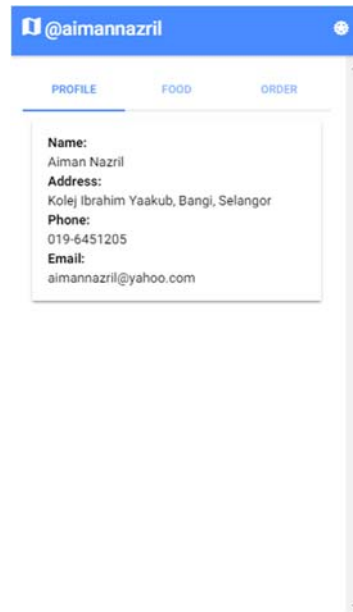 @aimannazril
PROFILE FOOD ORDER
Name:
Aiman Nazril
Address:
Kolej Ibrahim Yaakub, Bangi, Selangor
Phone:
019-6451205
Email:
aimannazril@yahoo.com